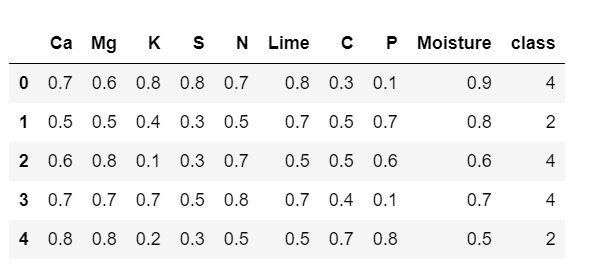 Ca Mg K S N Lime C P Moisture class
0 0.7 0.6 0.8 0.8 0.7 0.8 0.3 0.1 0.9 4
1 0.5 0.5 0.4 0.3 0.5 0.7 0.5 0.7 0.8 2
2 0.6 0.8 0.1 0.3 0.7 0.5 0.5 0.6 0.6 4
3 0.7 0.7 0.7 0.5 0.8 0.7 0.4 0.1 0.7 4
4 0.8 0.8 0.2 0.3 0.5 0.5 0.7 0.8 0.5 2